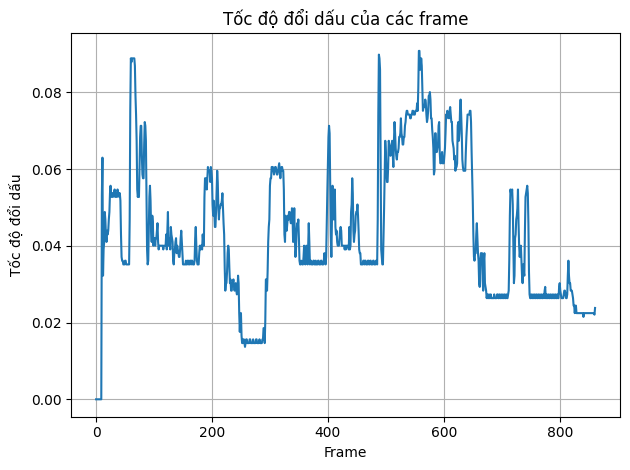 Tốc độ đổi dấu của các frame
Tốc độ đổi dấu
0.08
0.06
0.04
0.02
0.00
0 200 400 600 800
Frame